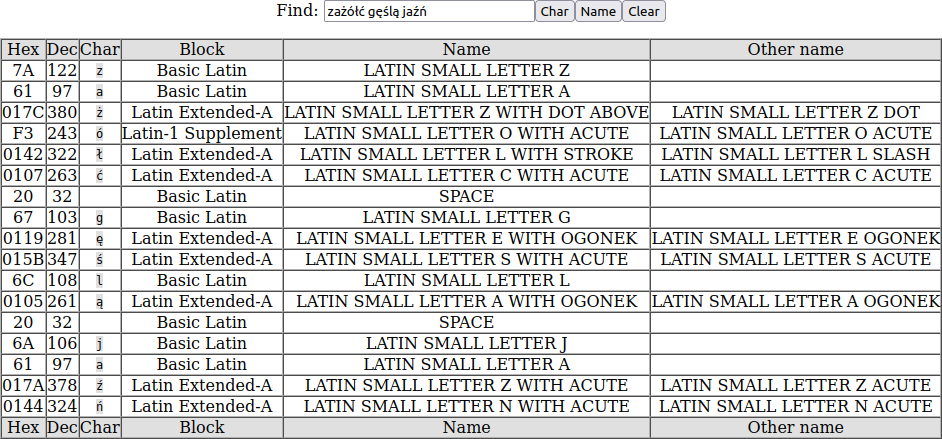 Find: zażółć gęślą jaźń Char Name Clear
Hex Dec Char Block Name Other name
7A 122 z Basic Latin LATIN SMALL LETTER Z
61 97 a Basic Latin LATIN SMALL LETTER A
017C 380 ż Latin Extended-A LATIN SMALL LETTER Z WITH DOT ABOVE LATIN SMALL LETTER Z DOT
F3 243 ó Latin-1 Supplement LATIN SMALL LETTER O WITH ACUTE LATIN SMALL LETTER O ACUTE
0142 322 ł Latin Extended-A LATIN SMALL LETTER L WITH STROKE LATIN SMALL LETTER L SLASH
0107 263 ć Latin Extended-A LATIN SMALL LETTER C WITH ACUTE LATIN SMALL LETTER C ACUTE
20 32 Basic Latin SPACE
67 103 g Basic Latin LATIN SMALL LETTER G
0119 281 ę Latin Extended-A LATIN SMALL LETTER E WITH OGONEK LATIN SMALL LETTER E OGONEK
015B 347 ś Latin Extended-A LATIN SMALL LETTER S WITH ACUTE LATIN SMALL LETTER S ACUTE
6C 108 l Basic Latin LATIN SMALL LETTER L
0105 261 ą Latin Extended-A LATIN SMALL LETTER A WITH OGONEK LATIN SMALL LETTER A OGONEK
20 32 Basic Latin SPACE
6A 106 j Basic Latin LATIN SMALL LETTER J
61 97 a Basic Latin LATIN SMALL LETTER A
017A 378 ź Latin Extended-A LATIN SMALL LETTER Z WITH ACUTE LATIN SMALL LETTER Z ACUTE
0144 324 ń Latin Extended-A LATIN SMALL LETTER N WITH ACUTE LATIN SMALL LETTER N ACUTE
Hex Dec Char Block Name Other name